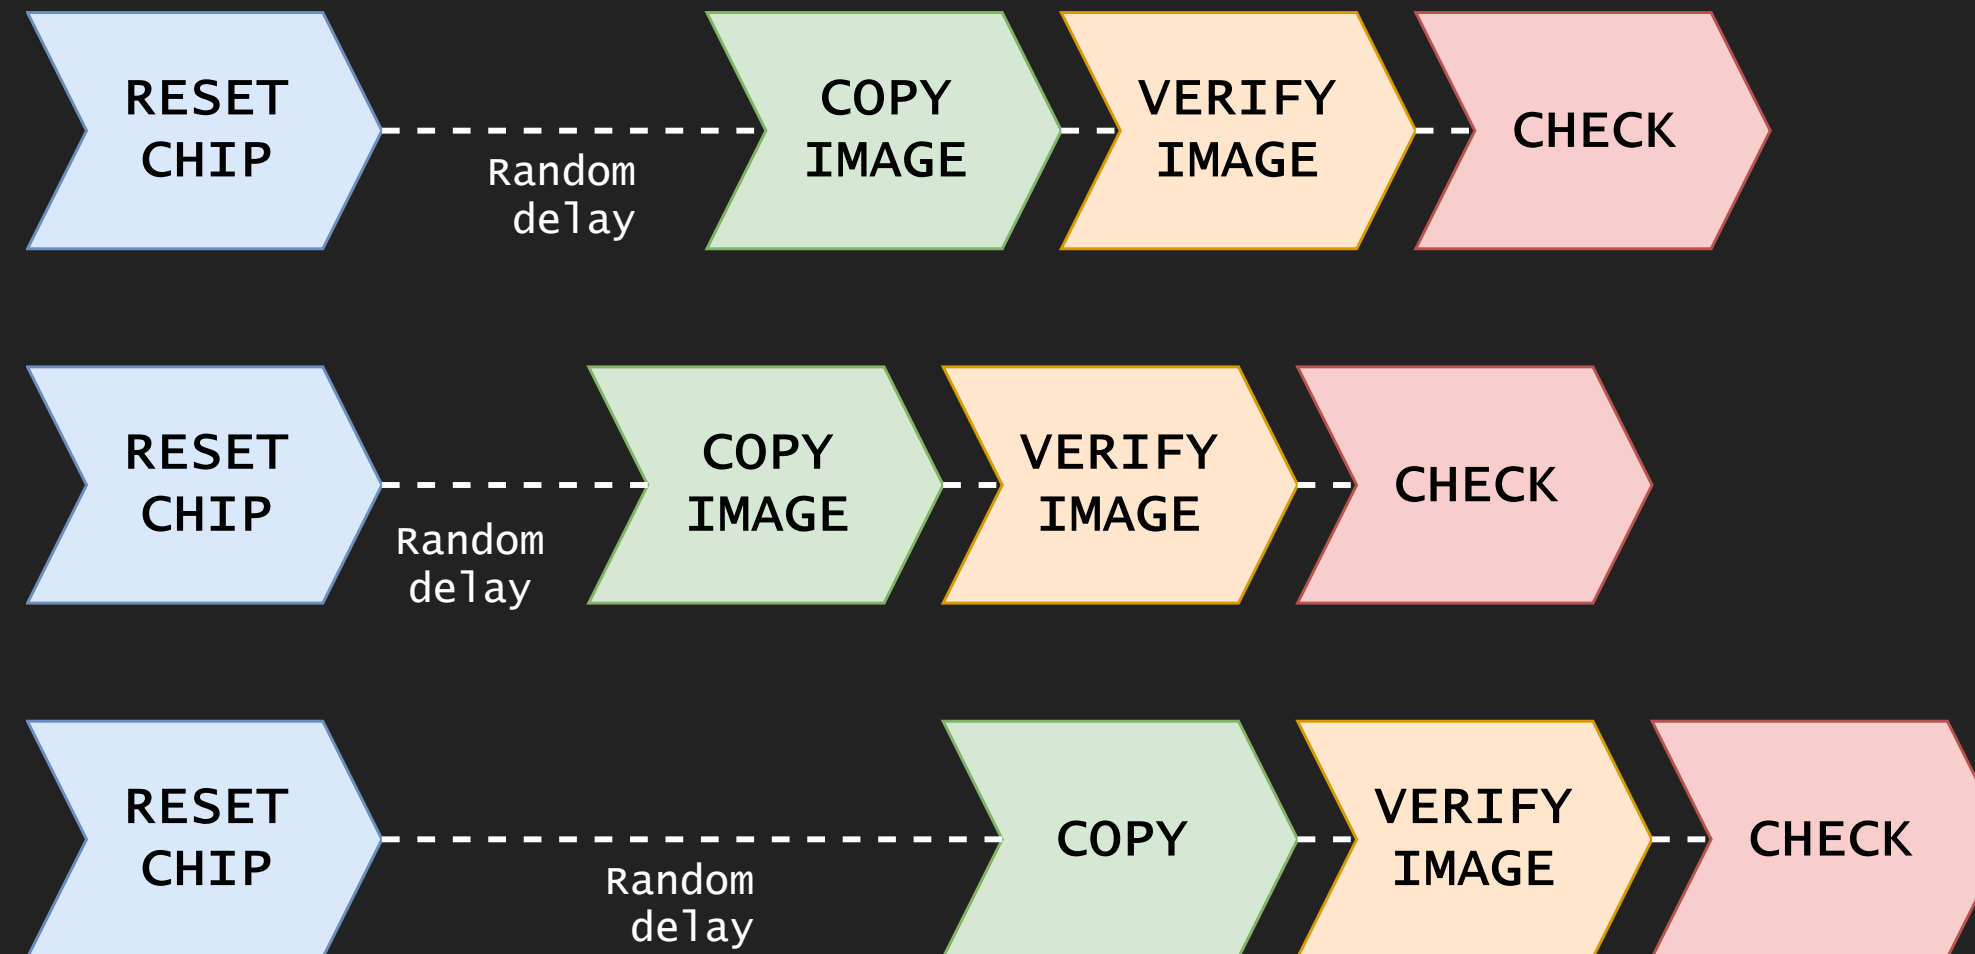 RESET
CHIP
Random
delay
COPY
IMAGE
VERIFY
IMAGE
CHECK
RESET
CHIP
Random
delay
COPY
IMAGE
VERIFY
IMAGE
CHECK
RESET
CHIP
Random
delay
COPY
VERIFY
IMAGE
CHECK